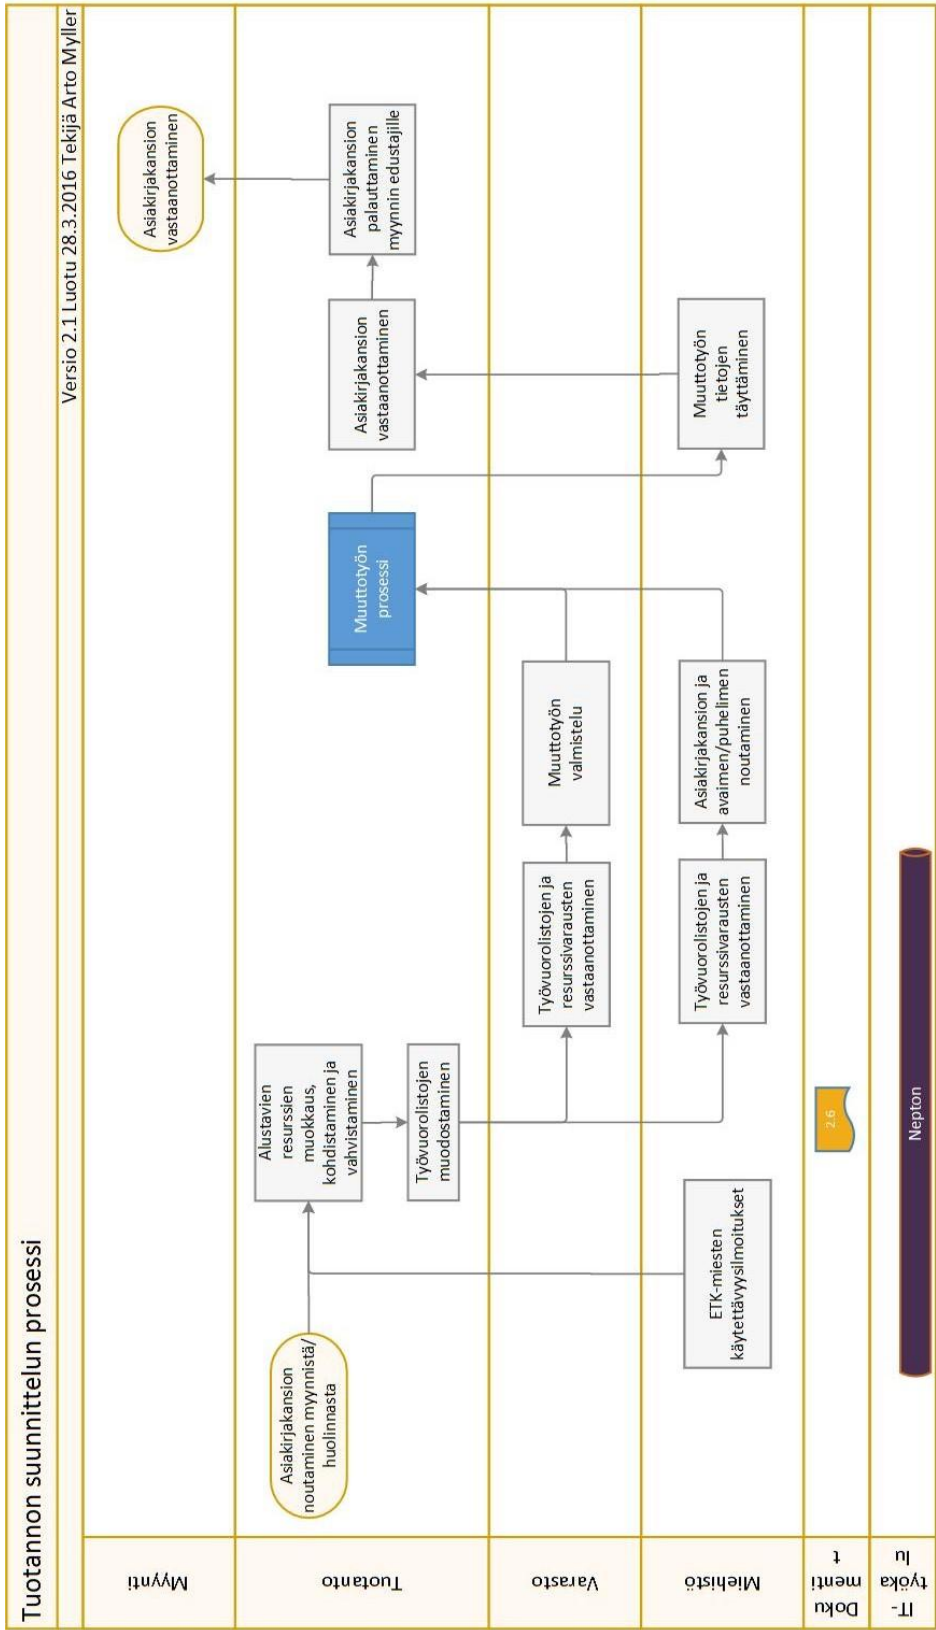 Tuotannon suunnittelun prosessi
Versio 2.1 Luotu 28.3.2016 Tekijä Arto Myller
Myynti
Asiakirjakansion
vastaanottaminen
Tuotanto
Asiakirjakansion
noutaminen myynnistä/
huolinnasta
Alustavien
resurssien
muokkaus,
kohdistaminen ja
vahvistaminen
Työvuorolistojen
muodostaminen
Muuttotyön
prosessi
Asiakirjakansion
vastaanottaminen
Asiakirjakansion
palauttaminen
myynnin edustajille
Varasto
Työvuorolistojen ja
resurssivarausten
vastaanottaminen
Muuttotyön
valmistelu
Miehistö
ETK-miesten
käytettävyysilmoitukset
Työvuorolistojen ja
resurssivarausten
vastaanottaminen
Asiakirjakansion ja
avaimen/puhelimen
noutaminen
Muuttotyön
tietojen
täyttäminen
Doku
menti
t
2.6
IT-
työka
lu
Nepton